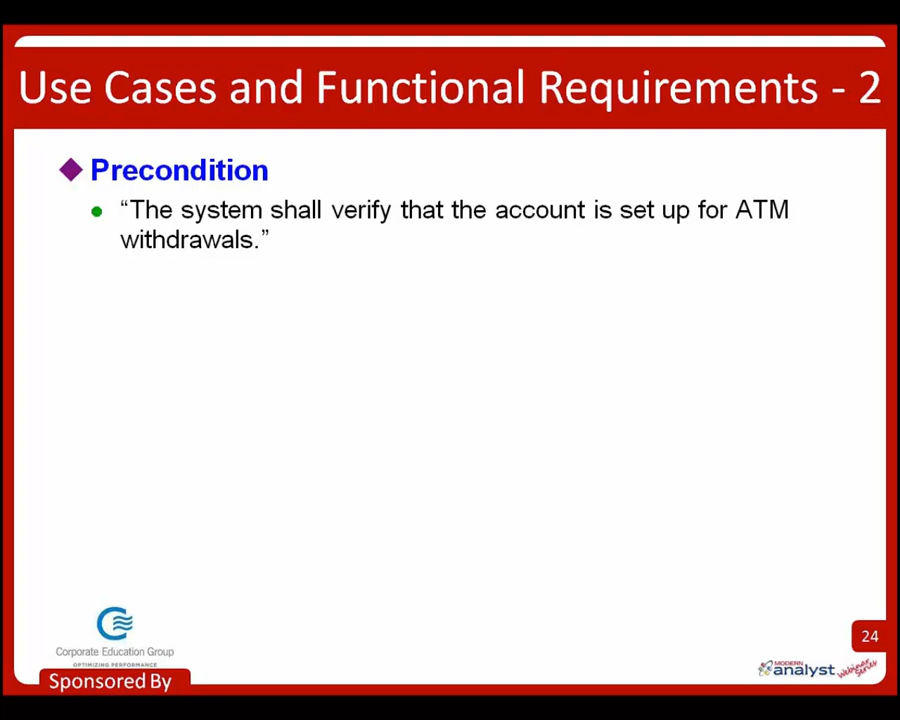 Use Cases and Functional Requirements - 2
Precondition
“The system shall verify that the account is set up for ATM
withdrawals.”
Corporate Education Group
OPTIMIZING PERFORMANCE
24
Sponsored By
MODERN
analyst
Webinar
Series